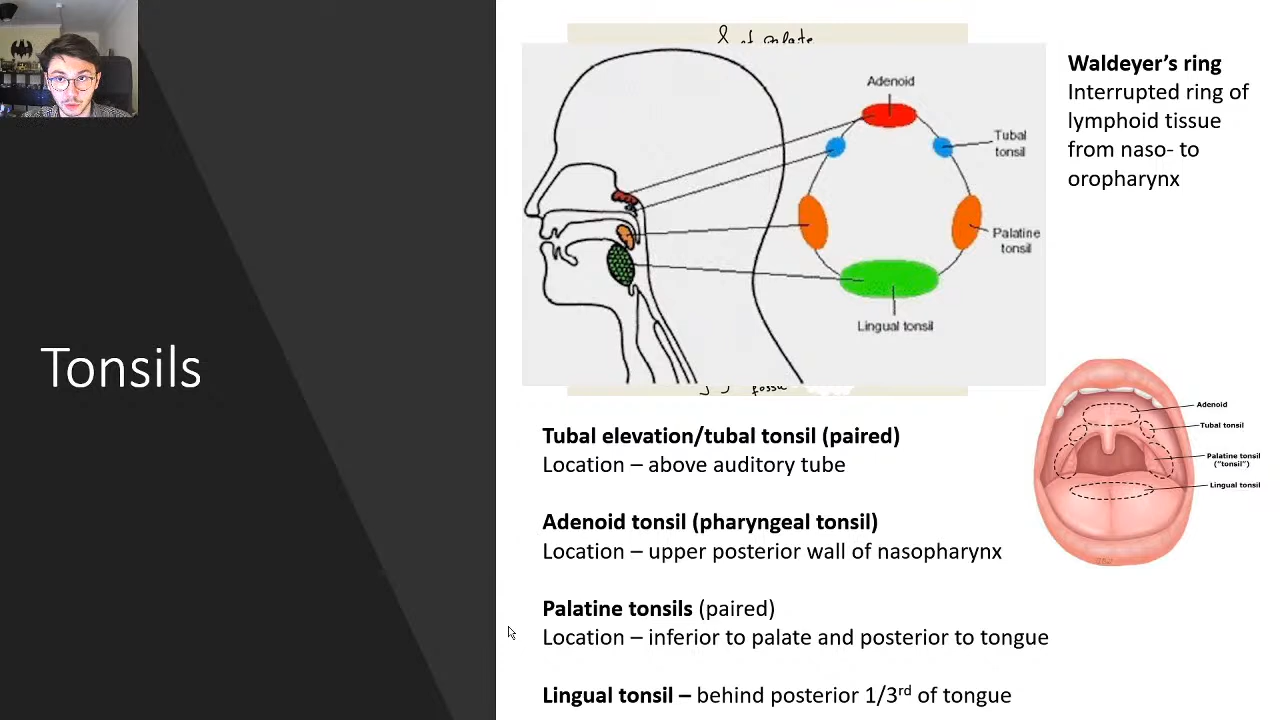 Tonsils
of palate
Adenoid
Tubal
tonsil
Palatine
tonsil
Lingual tonsil
fossa
Waldeyer’s ring
Interrupted ring of
lymphoid tissue
from naso- to
oropharynx
Adenoid
Tubal tonsil
Palatine tonsil
("tonsil")
Lingual tonsil
Tubal elevation/tubal tonsil (paired)
Location – above auditory tube
Adenoid tonsil (pharyngeal tonsil)
Location – upper posterior wall of nasopharynx
Palatine tonsils (paired)
Location – inferior to palate and posterior to tongue
Lingual tonsil – behind posterior 1/3rd of tongue